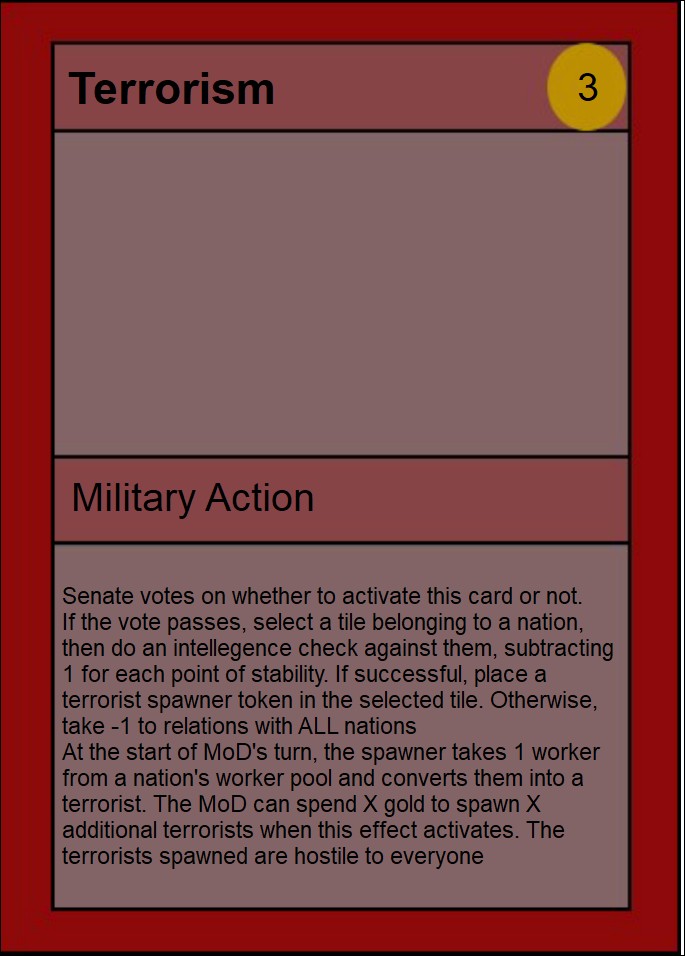 Terrorism
3
Military Action
Senate votes on whether to activate this card or not.
If the vote passes, select a tile belonging to a nation,
then do an intellegence check against them, subtracting
1 for each point of stability. If successful, place a
terrorist spawner token in the selected tile. Otherwise,
take -1 to relations with ALL nations
At the start of MoD's turn, the spawner takes 1 worker
from a nation's worker pool and converts them into a
terrorist. The MoD can spend X gold to spawn X
additional terrorists when this effect activates. The
terrorists spawned are hostile to everyone